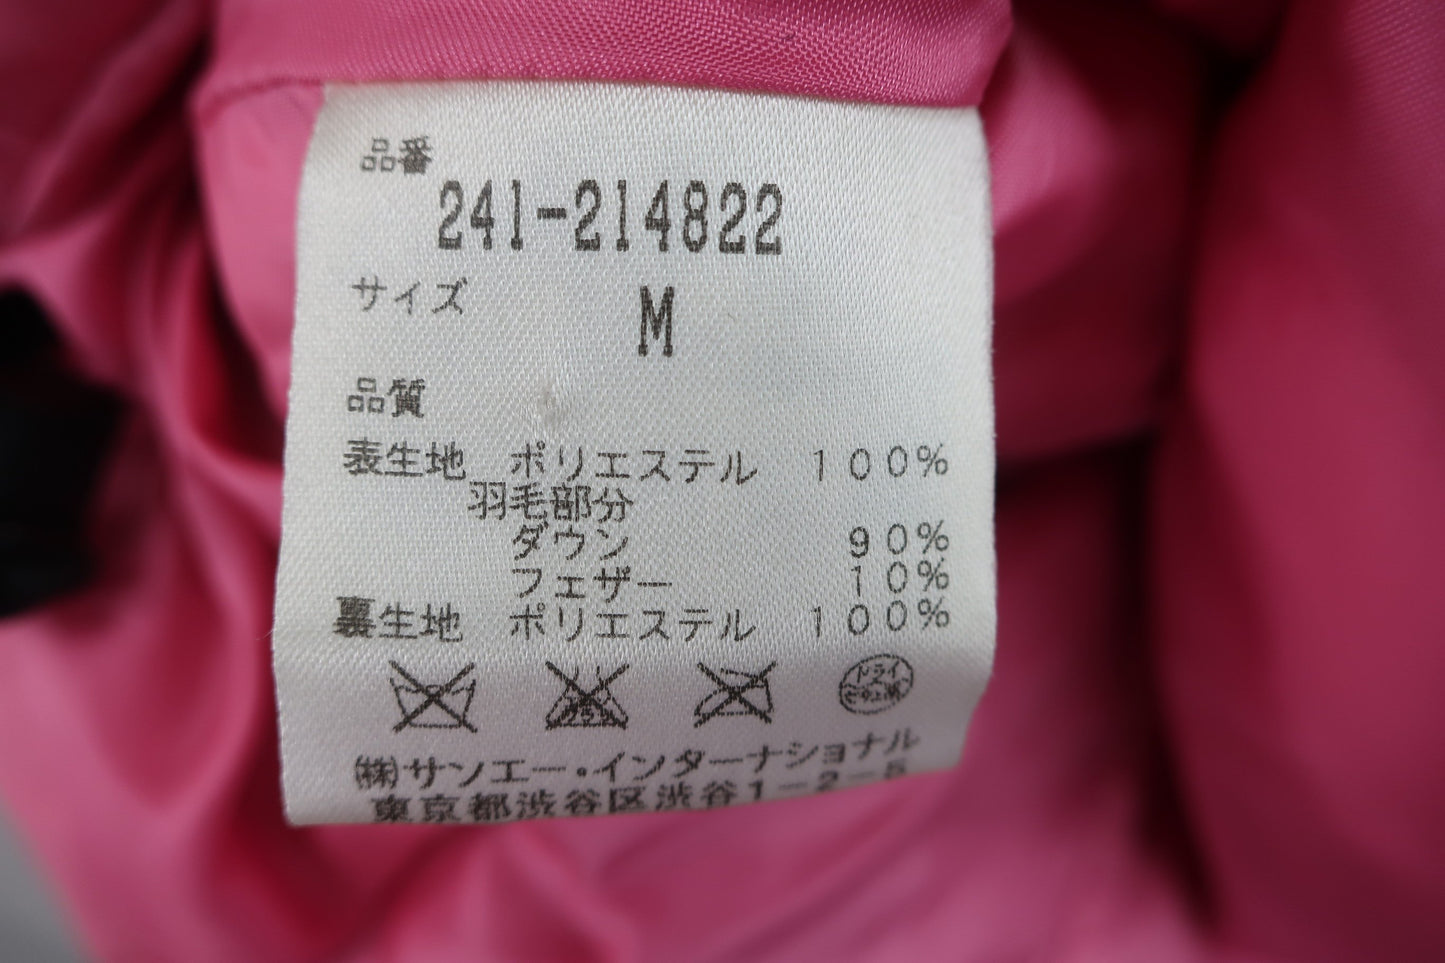 品番
241-214822
サイズ M
品質
表生地 ポリエステル 100%
羽毛部分
ダウン 90%
フェザー 10%
裏生地 ポリエステル 100%
ドライ
(株)サンエー・インターナショナル
東京都渋谷区渋谷1-2-5